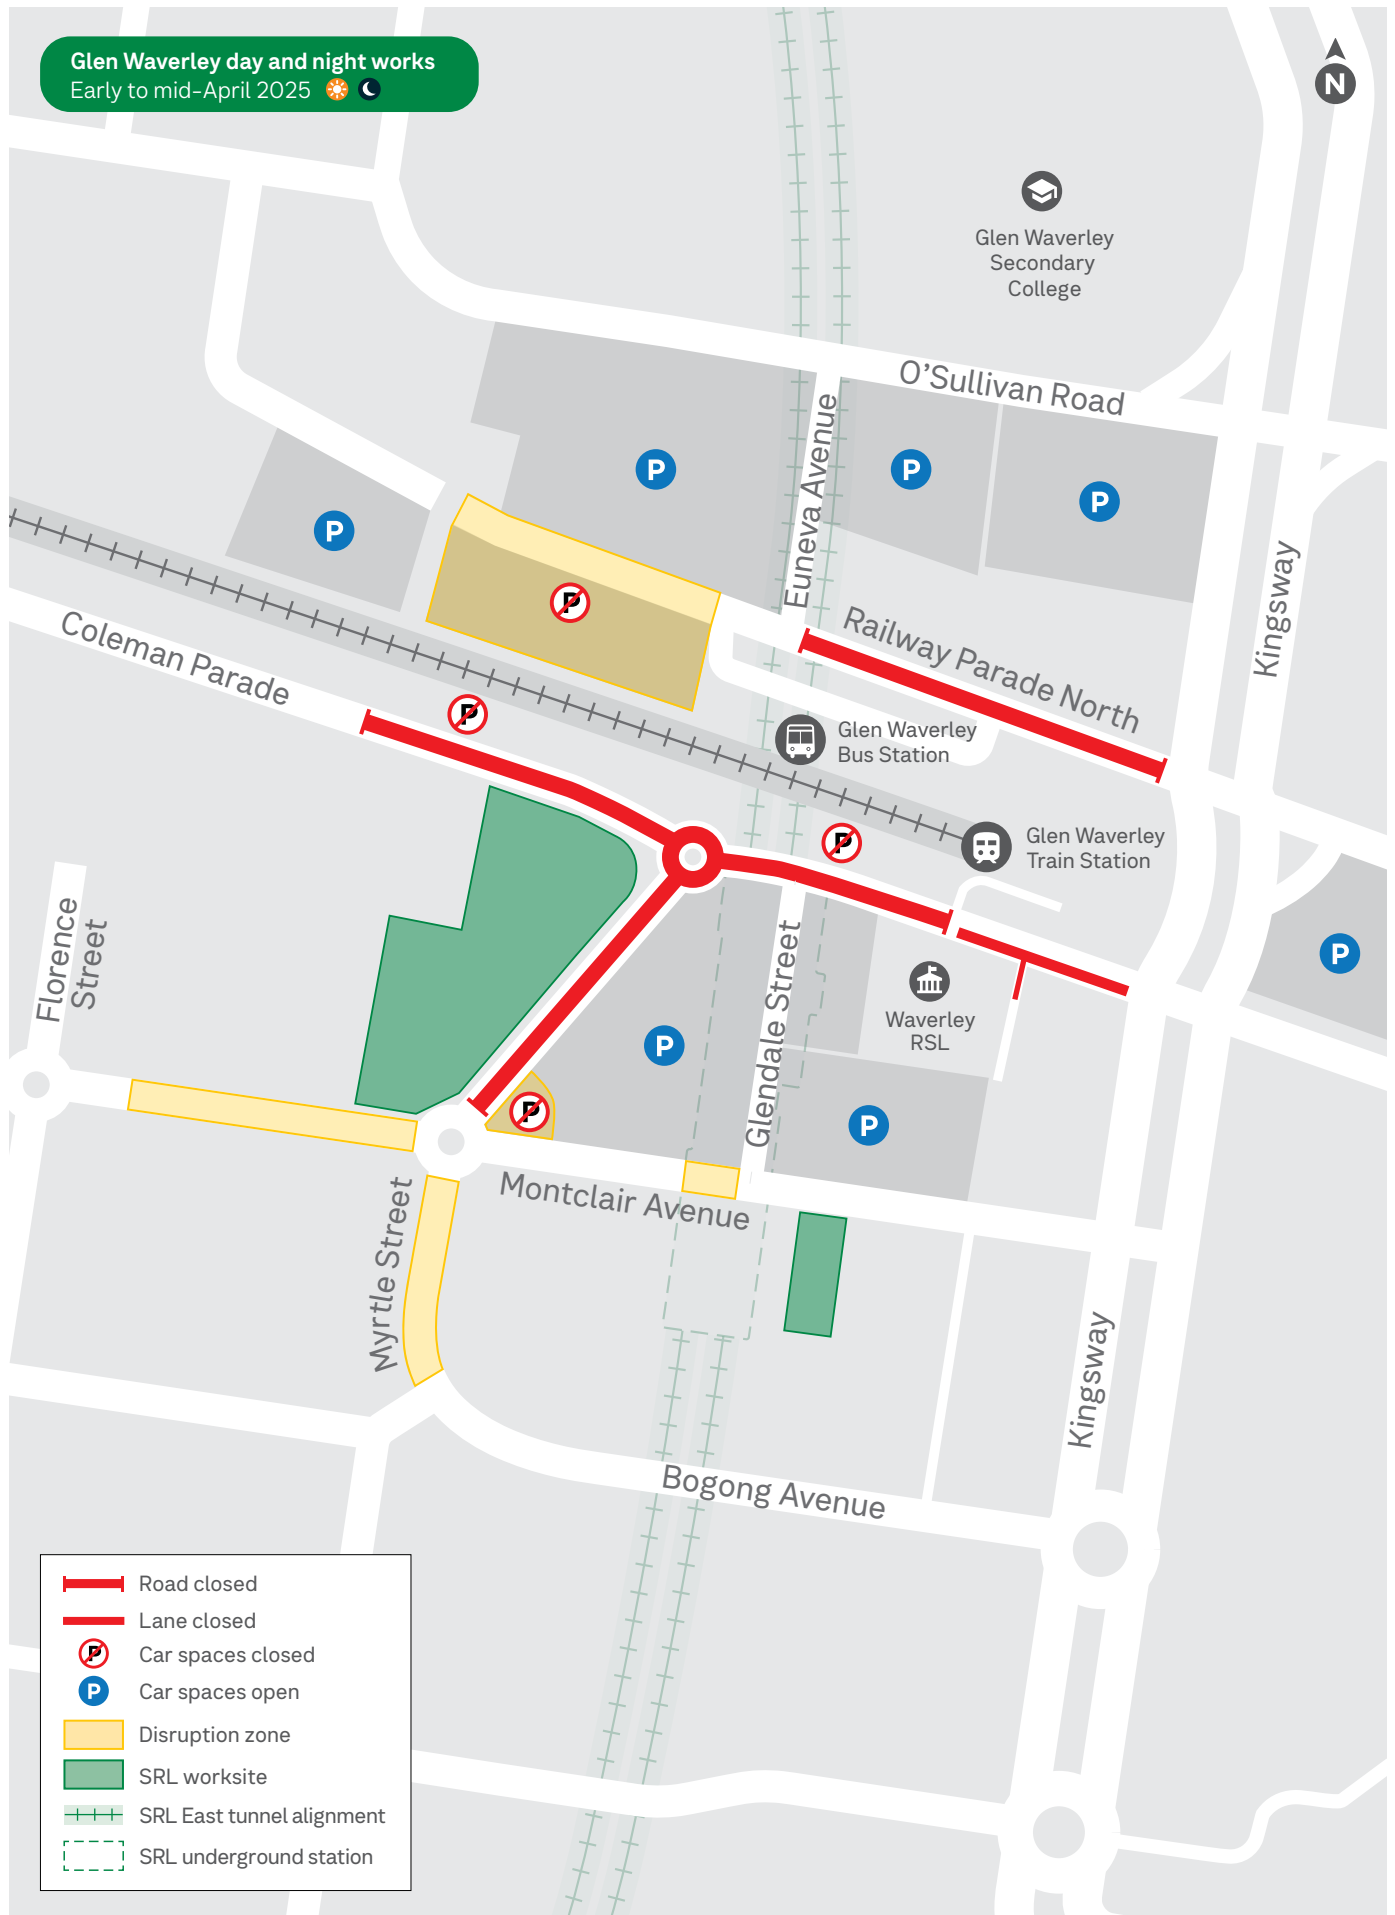 Glen Waverley day and night works
Early to mid-April 2025
N
Glen Waverley
Secondary
College
O'Sullivan Road
P
P
P
P
Euneva Avenue
Kingsway
P
Railway Parade North
Coleman Parade
P
Glen Waverley
Bus Station
P
Glen Waverley
Train Station
Florence
Street
P
Glendale Street
Waverley
RSL
P
P
P
Montclair Avenue
Myrtle Street
Kingsway
Bogong Avenue
Road closed
Lane closed
P Car spaces closed
P Car spaces open
Disruption zone
SRL worksite
SRL East tunnel alignment
SRL underground station